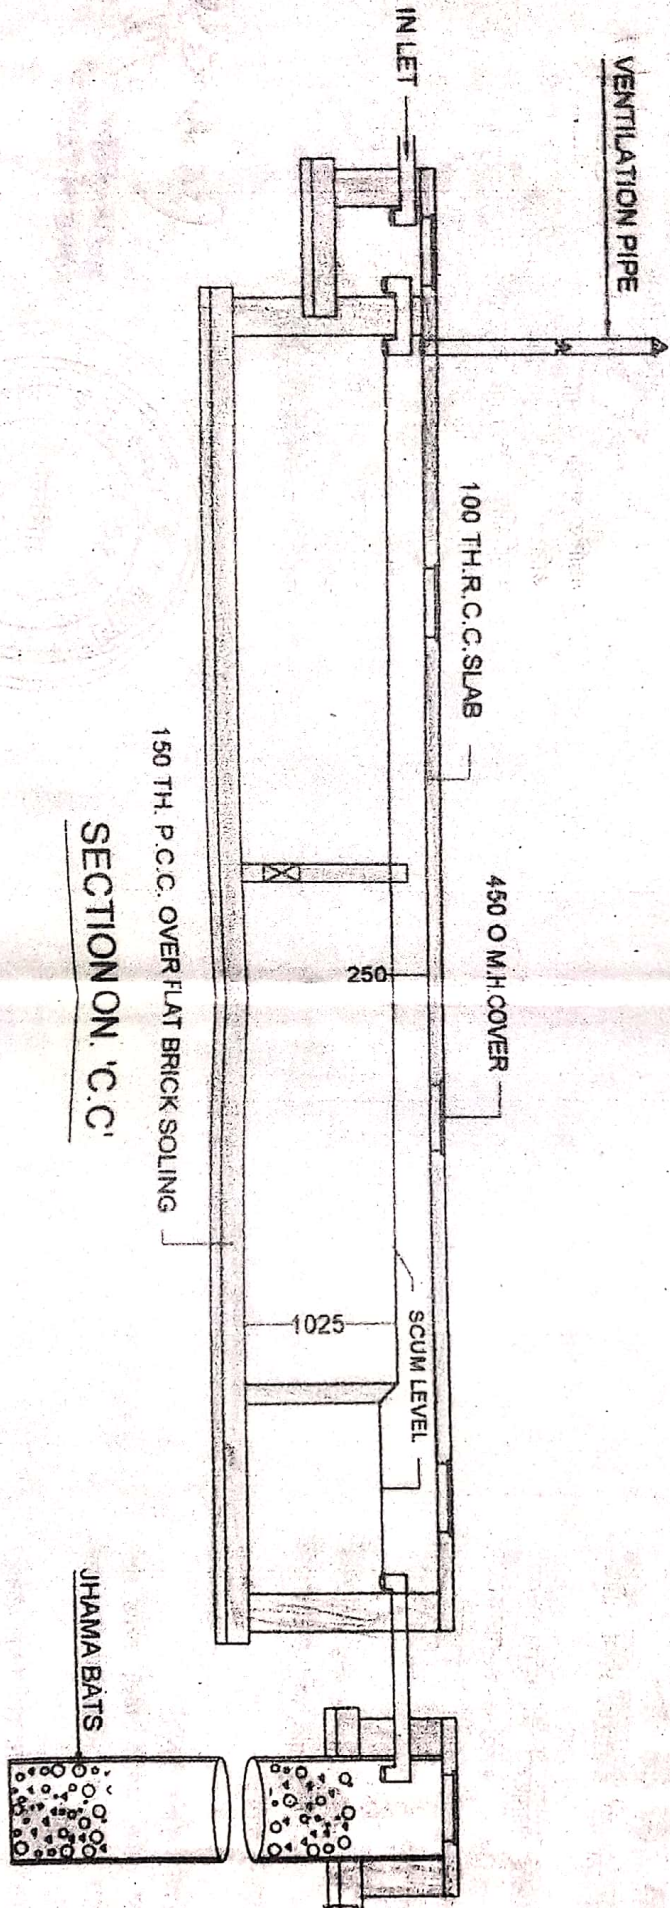 VENTILATION PIPE
IN LET
100 TH.R.C.C.SLAB
450 O M.H.COVER
250
1025
SCUM LEVEL
150 TH. P.C.C. OVER FLAT BRICK SOLING
JHAMA BATS
SECTION ON. 'C.C'